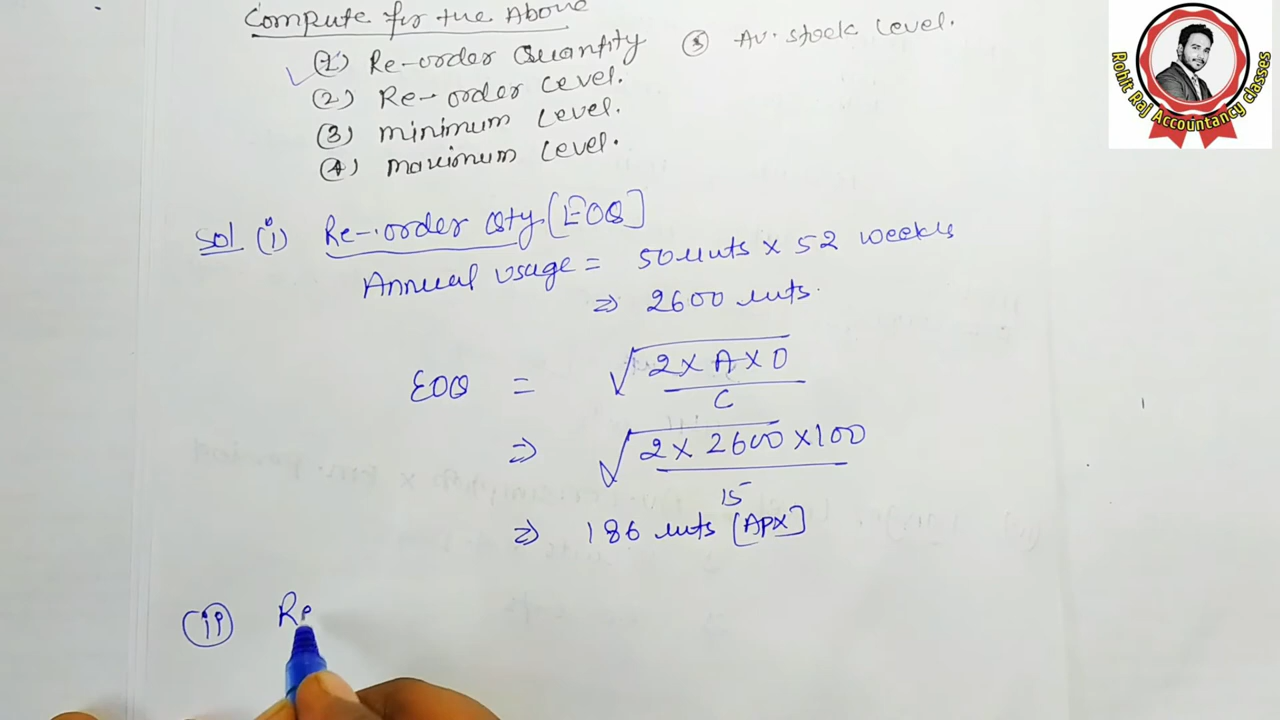 Compute for the Above
(1) Re-order Quantity (5) Av. stock Level.
(2) Re-order Level.
(3) Minimum Level.
(4) Maximum Level.
Sol (i) Re-order Qty. [EOQ]
Annual usage = 50 units × 52 weeks
⇒ 2600 units.
EOQ = √2 × A × O
C
⇒ √2 × 2600 × 100
15
⇒ 186 units [Apx]
(ii) Re
Rohit Raj Accountancy classes